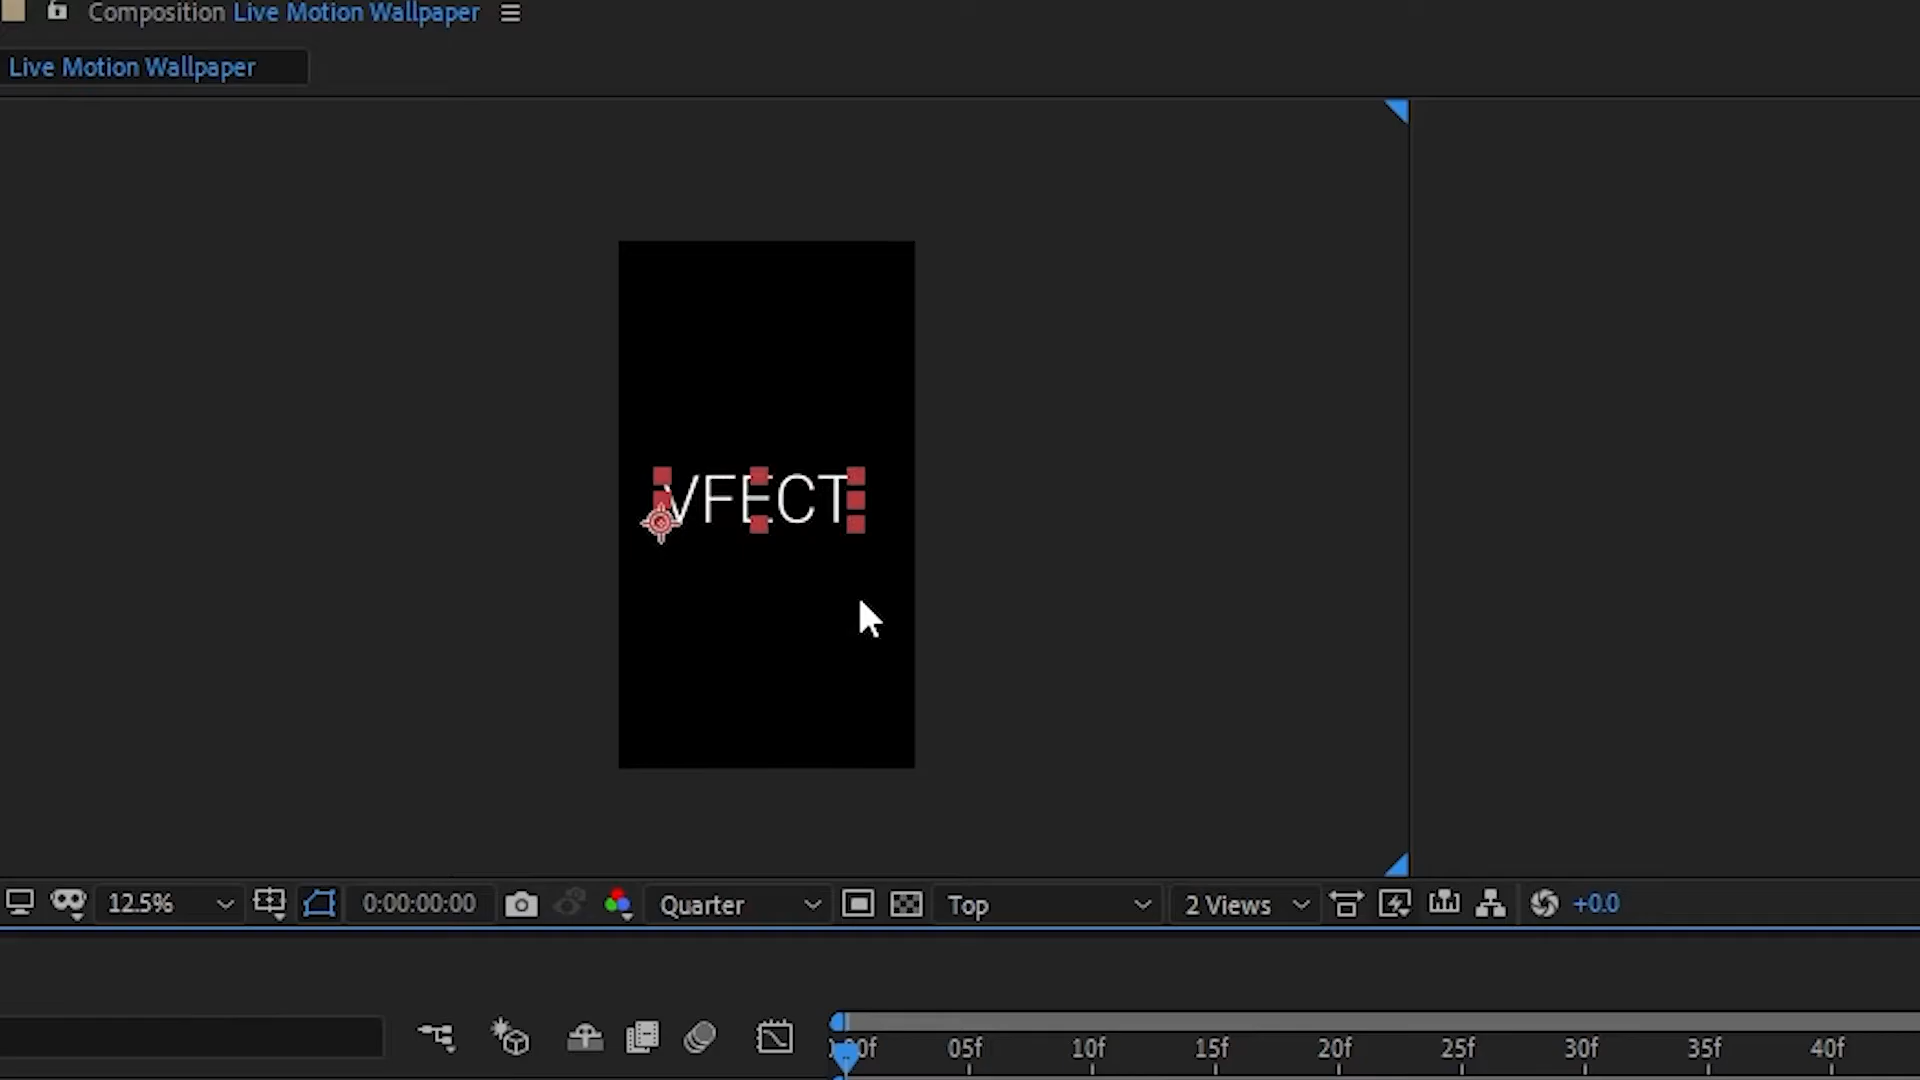 Composition Live Motion Wallpaper
Live Motion Wallpaper
VFECT
12.5% 0:00:00:00 Quarter Top 2 Views +0.0
05f 10f 15f 20f 25f 30f 35f 40f